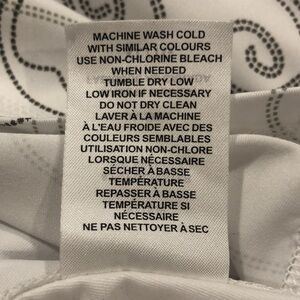 MACHINE WASH COLD
WITH SIMILAR COLOURS
USE NON-CHLORINE BLEACH
WHEN NEEDED
TUMBLE DRY LOW
LOW IRON IF NECESSARY
DO NOT DRY CLEAN
LAVER À LA MACHINE
À L'EAU FROIDE AVEC DES
COULEURS SEMBLABLES
UTILISATION NON-CHLORE
LORSQUE NÉCESSAIRE
SÉCHER À BASSE
TEMPÉRATURE
REPASSER À BASSE
TEMPÉRATURE SI
NÉCESSAIRE
NE PAS NETTOYER À SEC